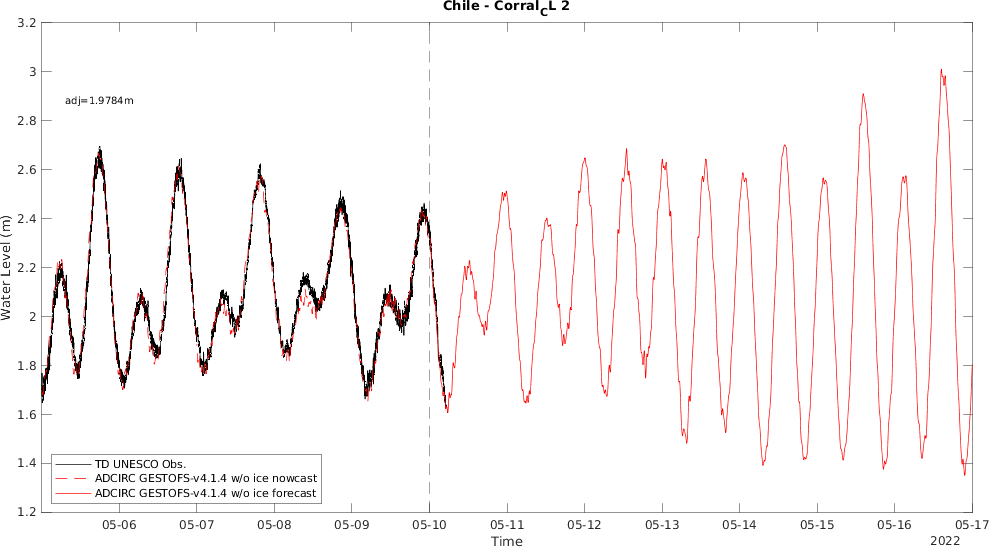 Chile - Corral_CL 2
3.2
3
2.8
2.6
2.4
2.2
2
1.8
1.6
1.4
1.2
Water Level (m)
adj=1.9784m
TD UNESCO Obs.
ADCIRC GESTOFS-v4.1.4 w/o ice nowcast
ADCIRC GESTOFS-v4.1.4 w/o ice forecast
05-06 05-07 05-08 05-09 05-10 05-11 05-12 05-13 05-14 05-15 05-16 05-17
Time
2022